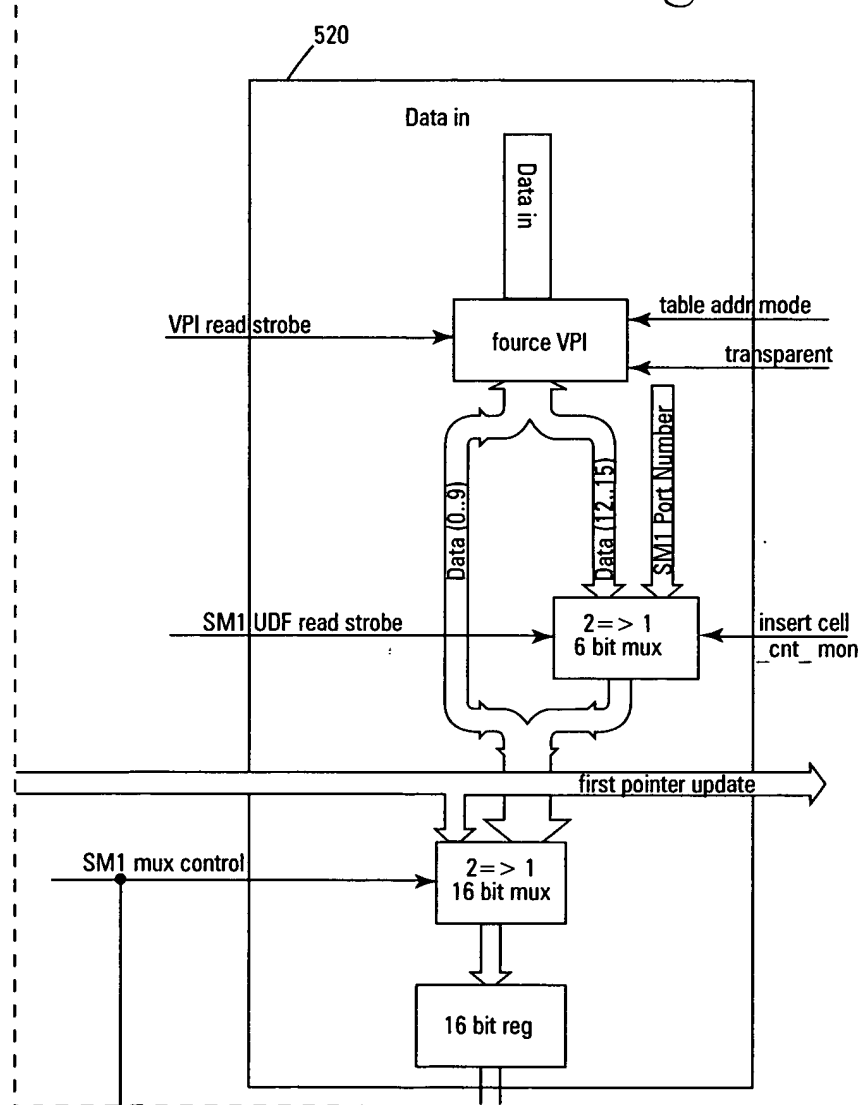 520
Data in
Data in
VPI read strobe
table addr mode
fource VPI
transparent
SM1 Port Number
Data (0..9)
Data (12..15)
SM1 UDF read strobe
2= > 1
6 bit mux
insert cell
_cnt_ mon
first pointer update
SM1 mux control
2= > 1
16 bit mux
16 bit reg